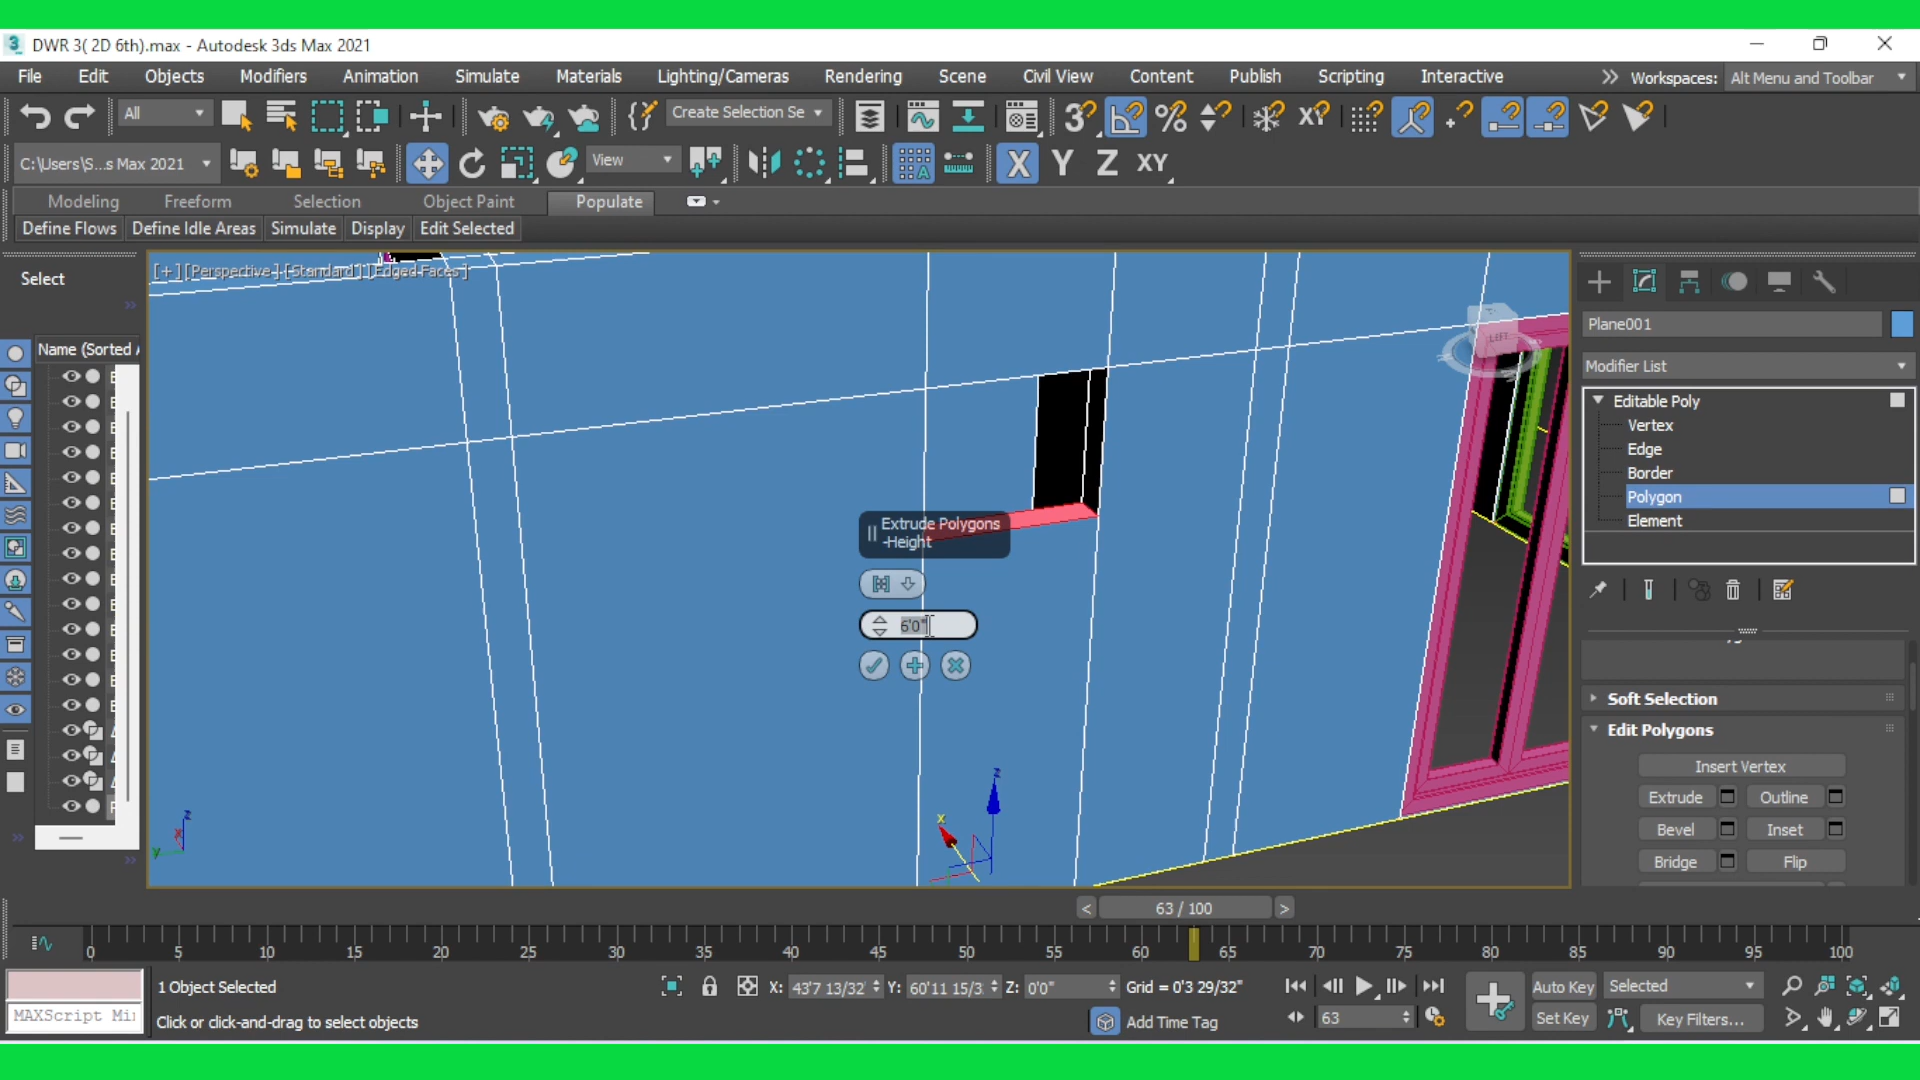 DWR 3( 2D 6th).max - Autodesk 3ds Max 2021
File Edit Objects Modifiers Animation Simulate Materials Lighting/Cameras Rendering Scene Civil View Content Publish Scripting Interactive Workspaces: Alt Menu and Toolbar
All Create Selection Se
C:\Users\S...s Max 2021 View X Y Z XY
Modeling Freeform Selection Object Paint Populate
Define Flows Define Idle Areas Simulate Display Edit Selected
Select
[+][Perspective][Standard][Edged Faces]
Name (Sorted
LEFT
Plane001
Modifier List
Editable Poly
Vertex
Edge
Border
Polygon
Element
Extrude Polygons
-Height
6'0"
Soft Selection
Edit Polygons
Insert Vertex
Extrude Outline
Bevel Inset
Bridge Flip
z
x
y
z
x
< 63 / 100 >
0 5 10 15 20 25 30 35 40 45 50 55 60 65 70 75 80 85 90 95 100
1 Object Selected X: 43'7 13/32' Y: 60'11 15/3: Z: 0'0" Grid = 0'3 29/32" Auto Key Selected
MAXScript Mi Click or click-and-drag to select objects Add Time Tag 63 Set Key Key Filters...